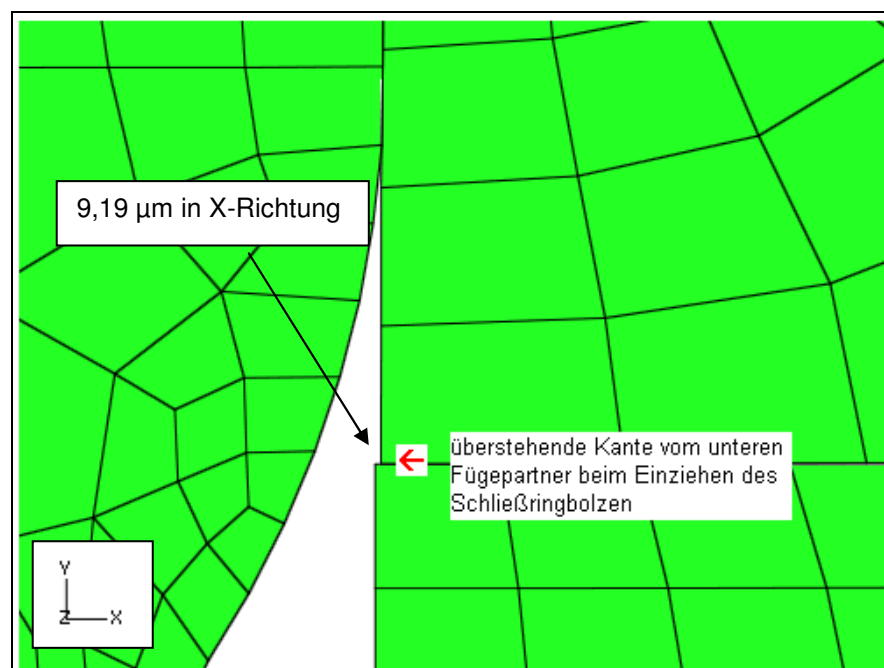 9,19 µm in X-Richtung
überstehende Kante vom unteren
Fügepartner beim Einziehen des
Schließringbolzen
Y
Z X